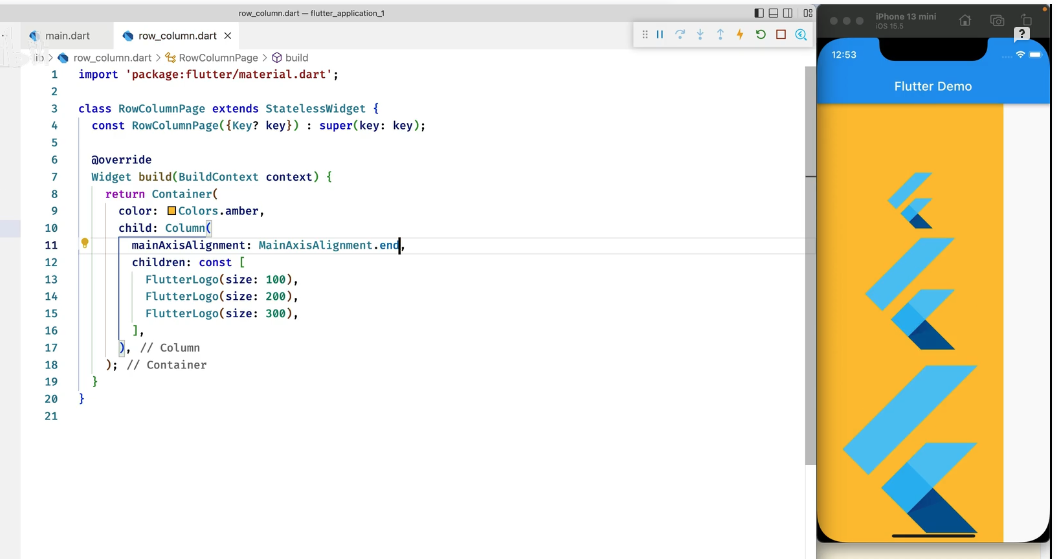 row_column.dart — flutter_application_1
main.dart
row_column.dart
lib > row_column.dart > RowColumnPage > build
1 import 'package:flutter/material.dart';
2
3 class RowColumnPage extends StatelessWidget {
4 const RowColumnPage({Key? key}) : super(key: key);
5
6 @override
7 Widget build(BuildContext context) {
8 return Container(
9 color: Colors.amber,
10 child: Column(
11 mainAxisAlignment: MainAxisAlignment.end,
12 children: const [
13 FlutterLogo(size: 100),
14 FlutterLogo(size: 200),
15 FlutterLogo(size: 300),
16 ],
17 ), // Column
18 ); // Container
19 }
20 }
21
iPhone 13 mini
iOS 15.5
?
12:53
Flutter Demo